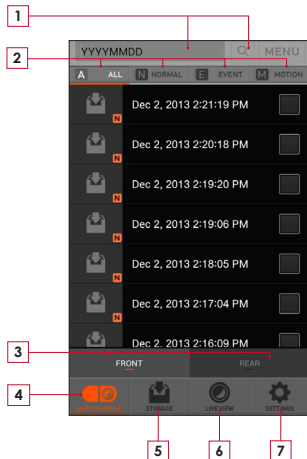 1
YYYYMMDD MENU
2
A ALL N NORMAL E EVENT M MOTION
Dec 2, 2013 2:21:19 PM
N
Dec 2, 2013 2:20:18 PM
N
Dec 2, 2013 2:19:20 PM
N
Dec 2, 2013 2:19:06 PM
N
Dec 2, 2013 2:18:05 PM
N
Dec 2, 2013 2:17:04 PM
N
Dec 2, 2013 2:16:09 PM
3
FRONT REAR
4
STORAGE LIVE VIEW SETTINGS
5 6 7